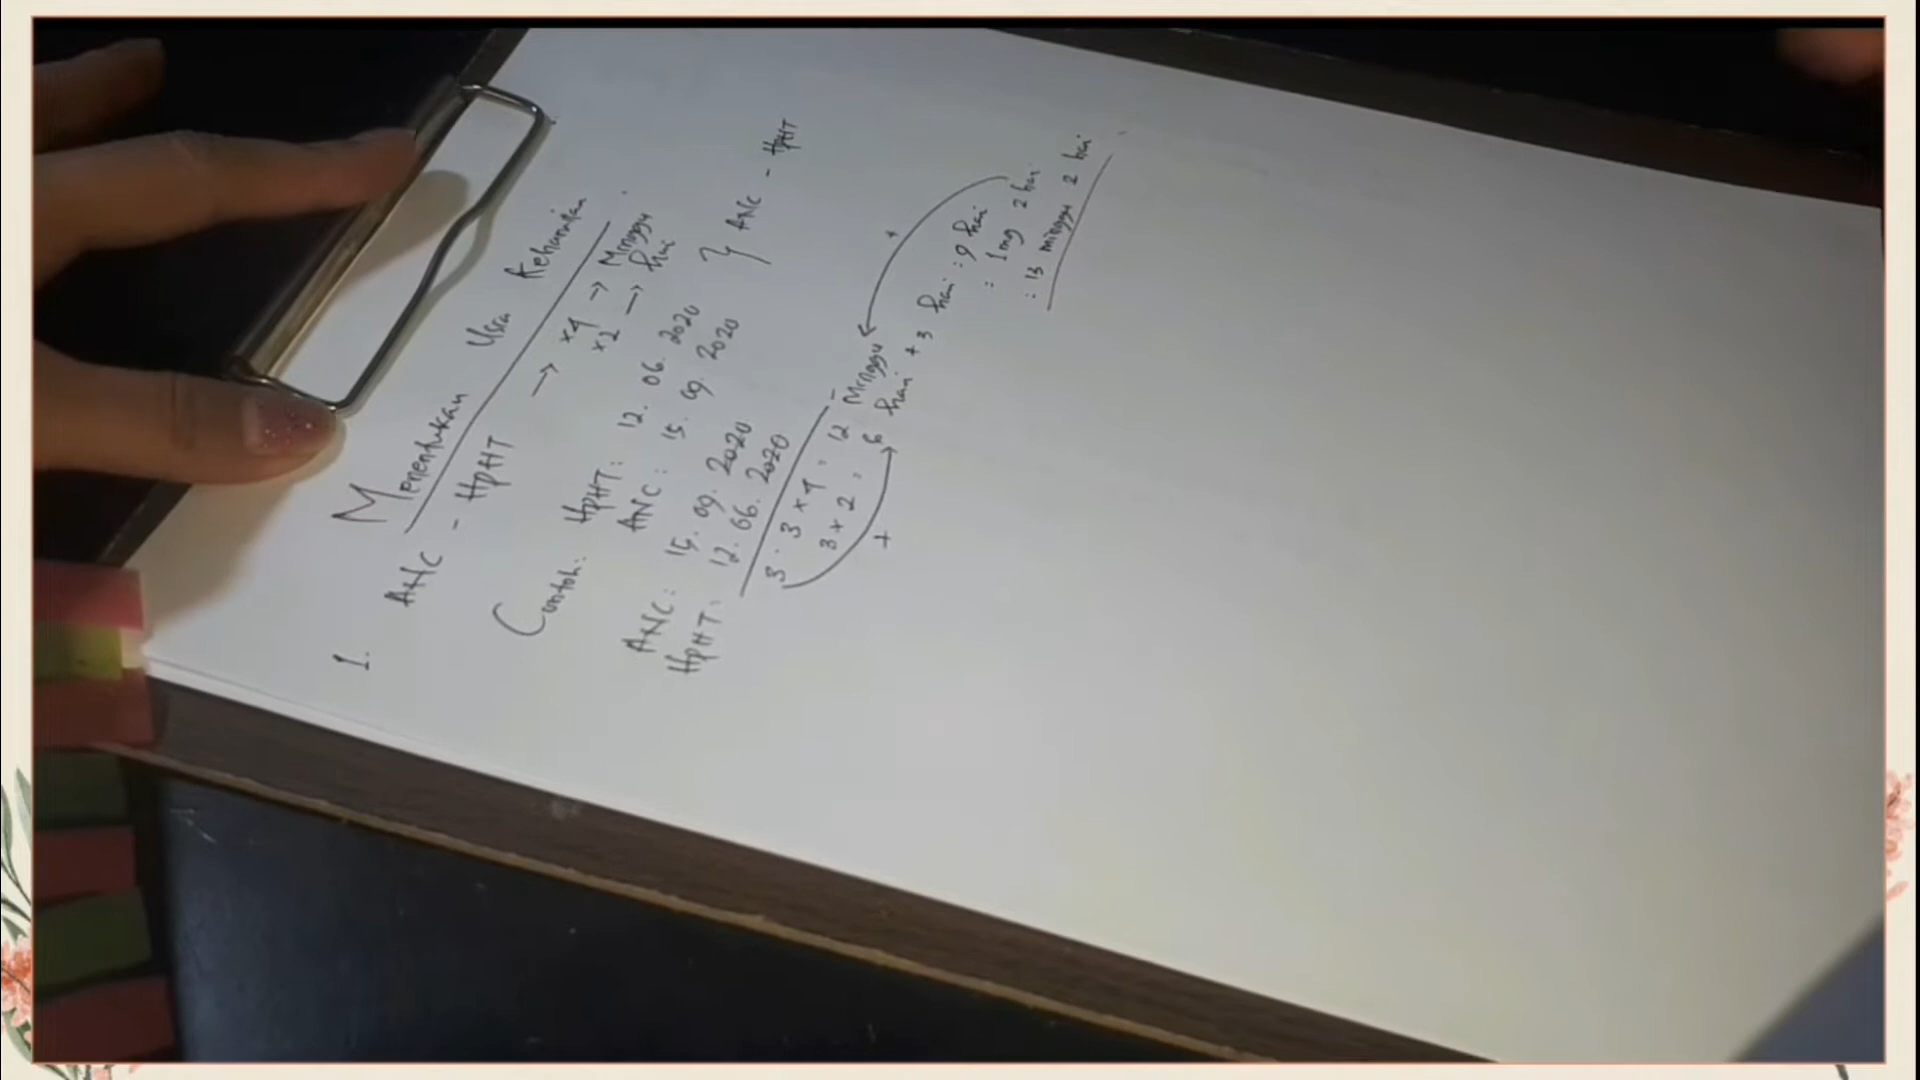 Menentukan Usia Kehamilan
1. ANC - HPHT → x4 → Minggu
x2 → hari
Contoh: HPHT: 12. 06. 2020
ANC: 15. 09. 2020 } ANC - HPHT
ANC: 15. 09. 2020
HPHT: 12. 06. 2020 -
3. 3 x 4 = 12 Minggu
3 x 2 = 6 hari + 3 hari : 9 hari
: 1 mg 2 hari
: 13 minggu 2 hari
+
+